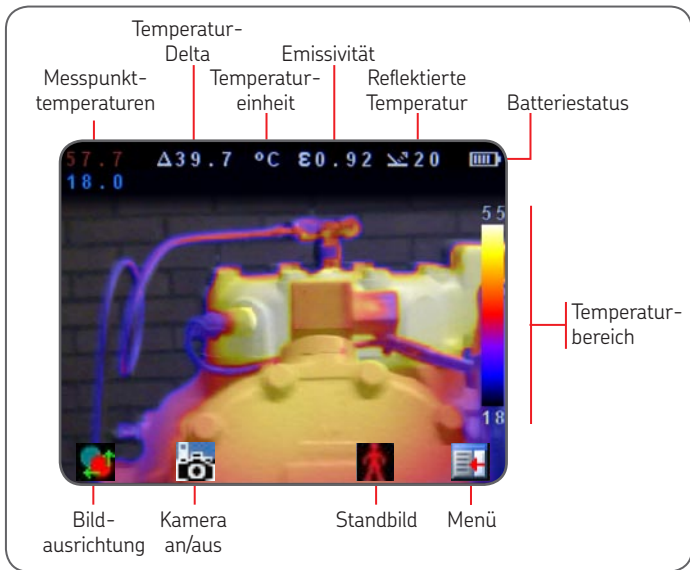 Temperatur-
Delta
Emissivität
Messpunkt-
temperaturen
Temperatur-
einheit
Reflektierte
Temperatur
Batteriestatus
57.7
Δ39.7
°C
ε0.92
20
18.0
55
Temperatur-
bereich
18
Bild-
ausrichtung
Kamera
an/aus
Standbild
Menü